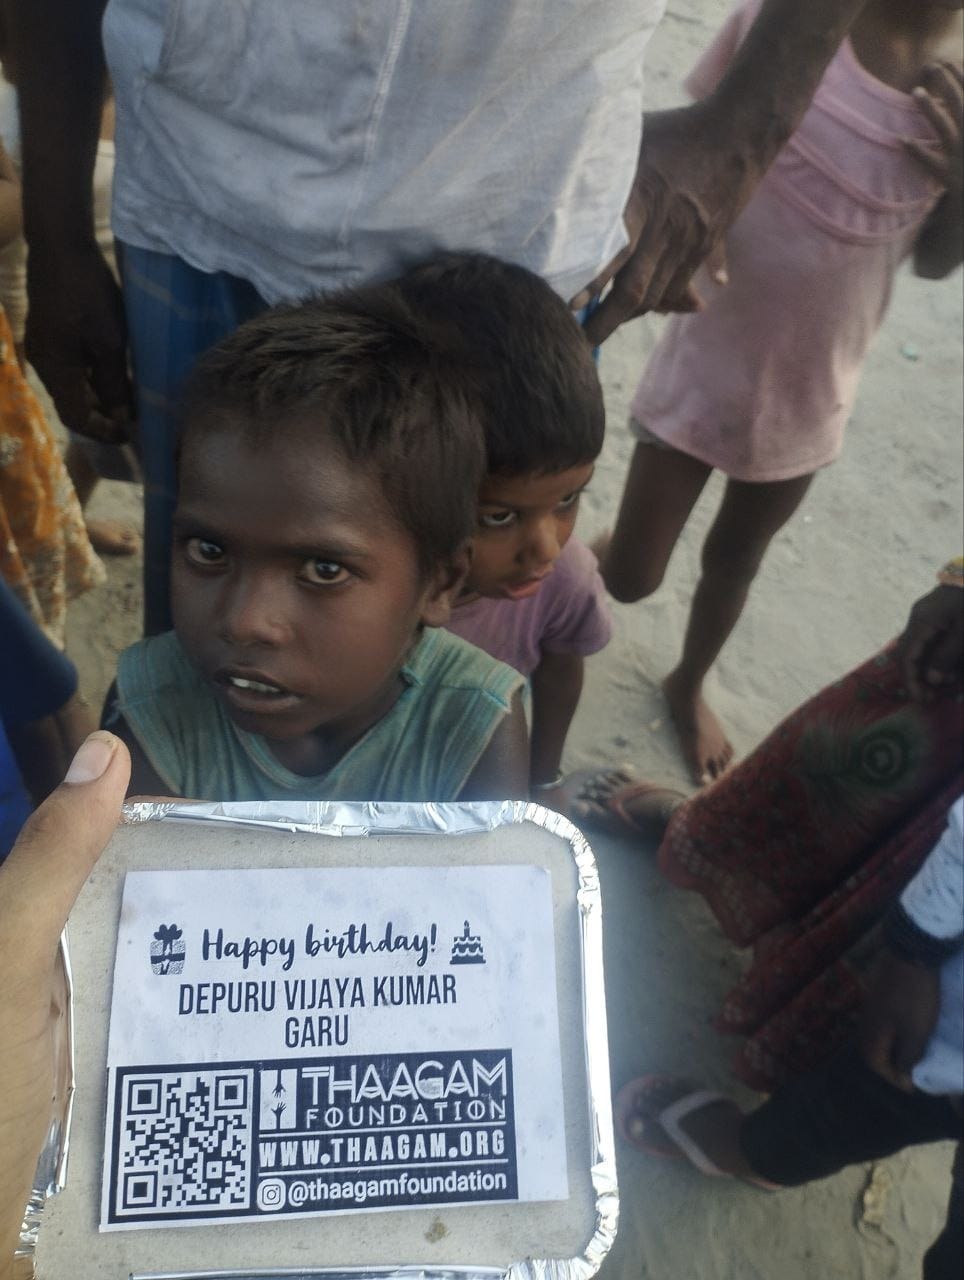 Happy birthday!
DEPURU VIJAYA KUMAR
GARU
THAAGAM
FOUNDATION
WWW.THAAGAM.ORG
@thaagamfoundation